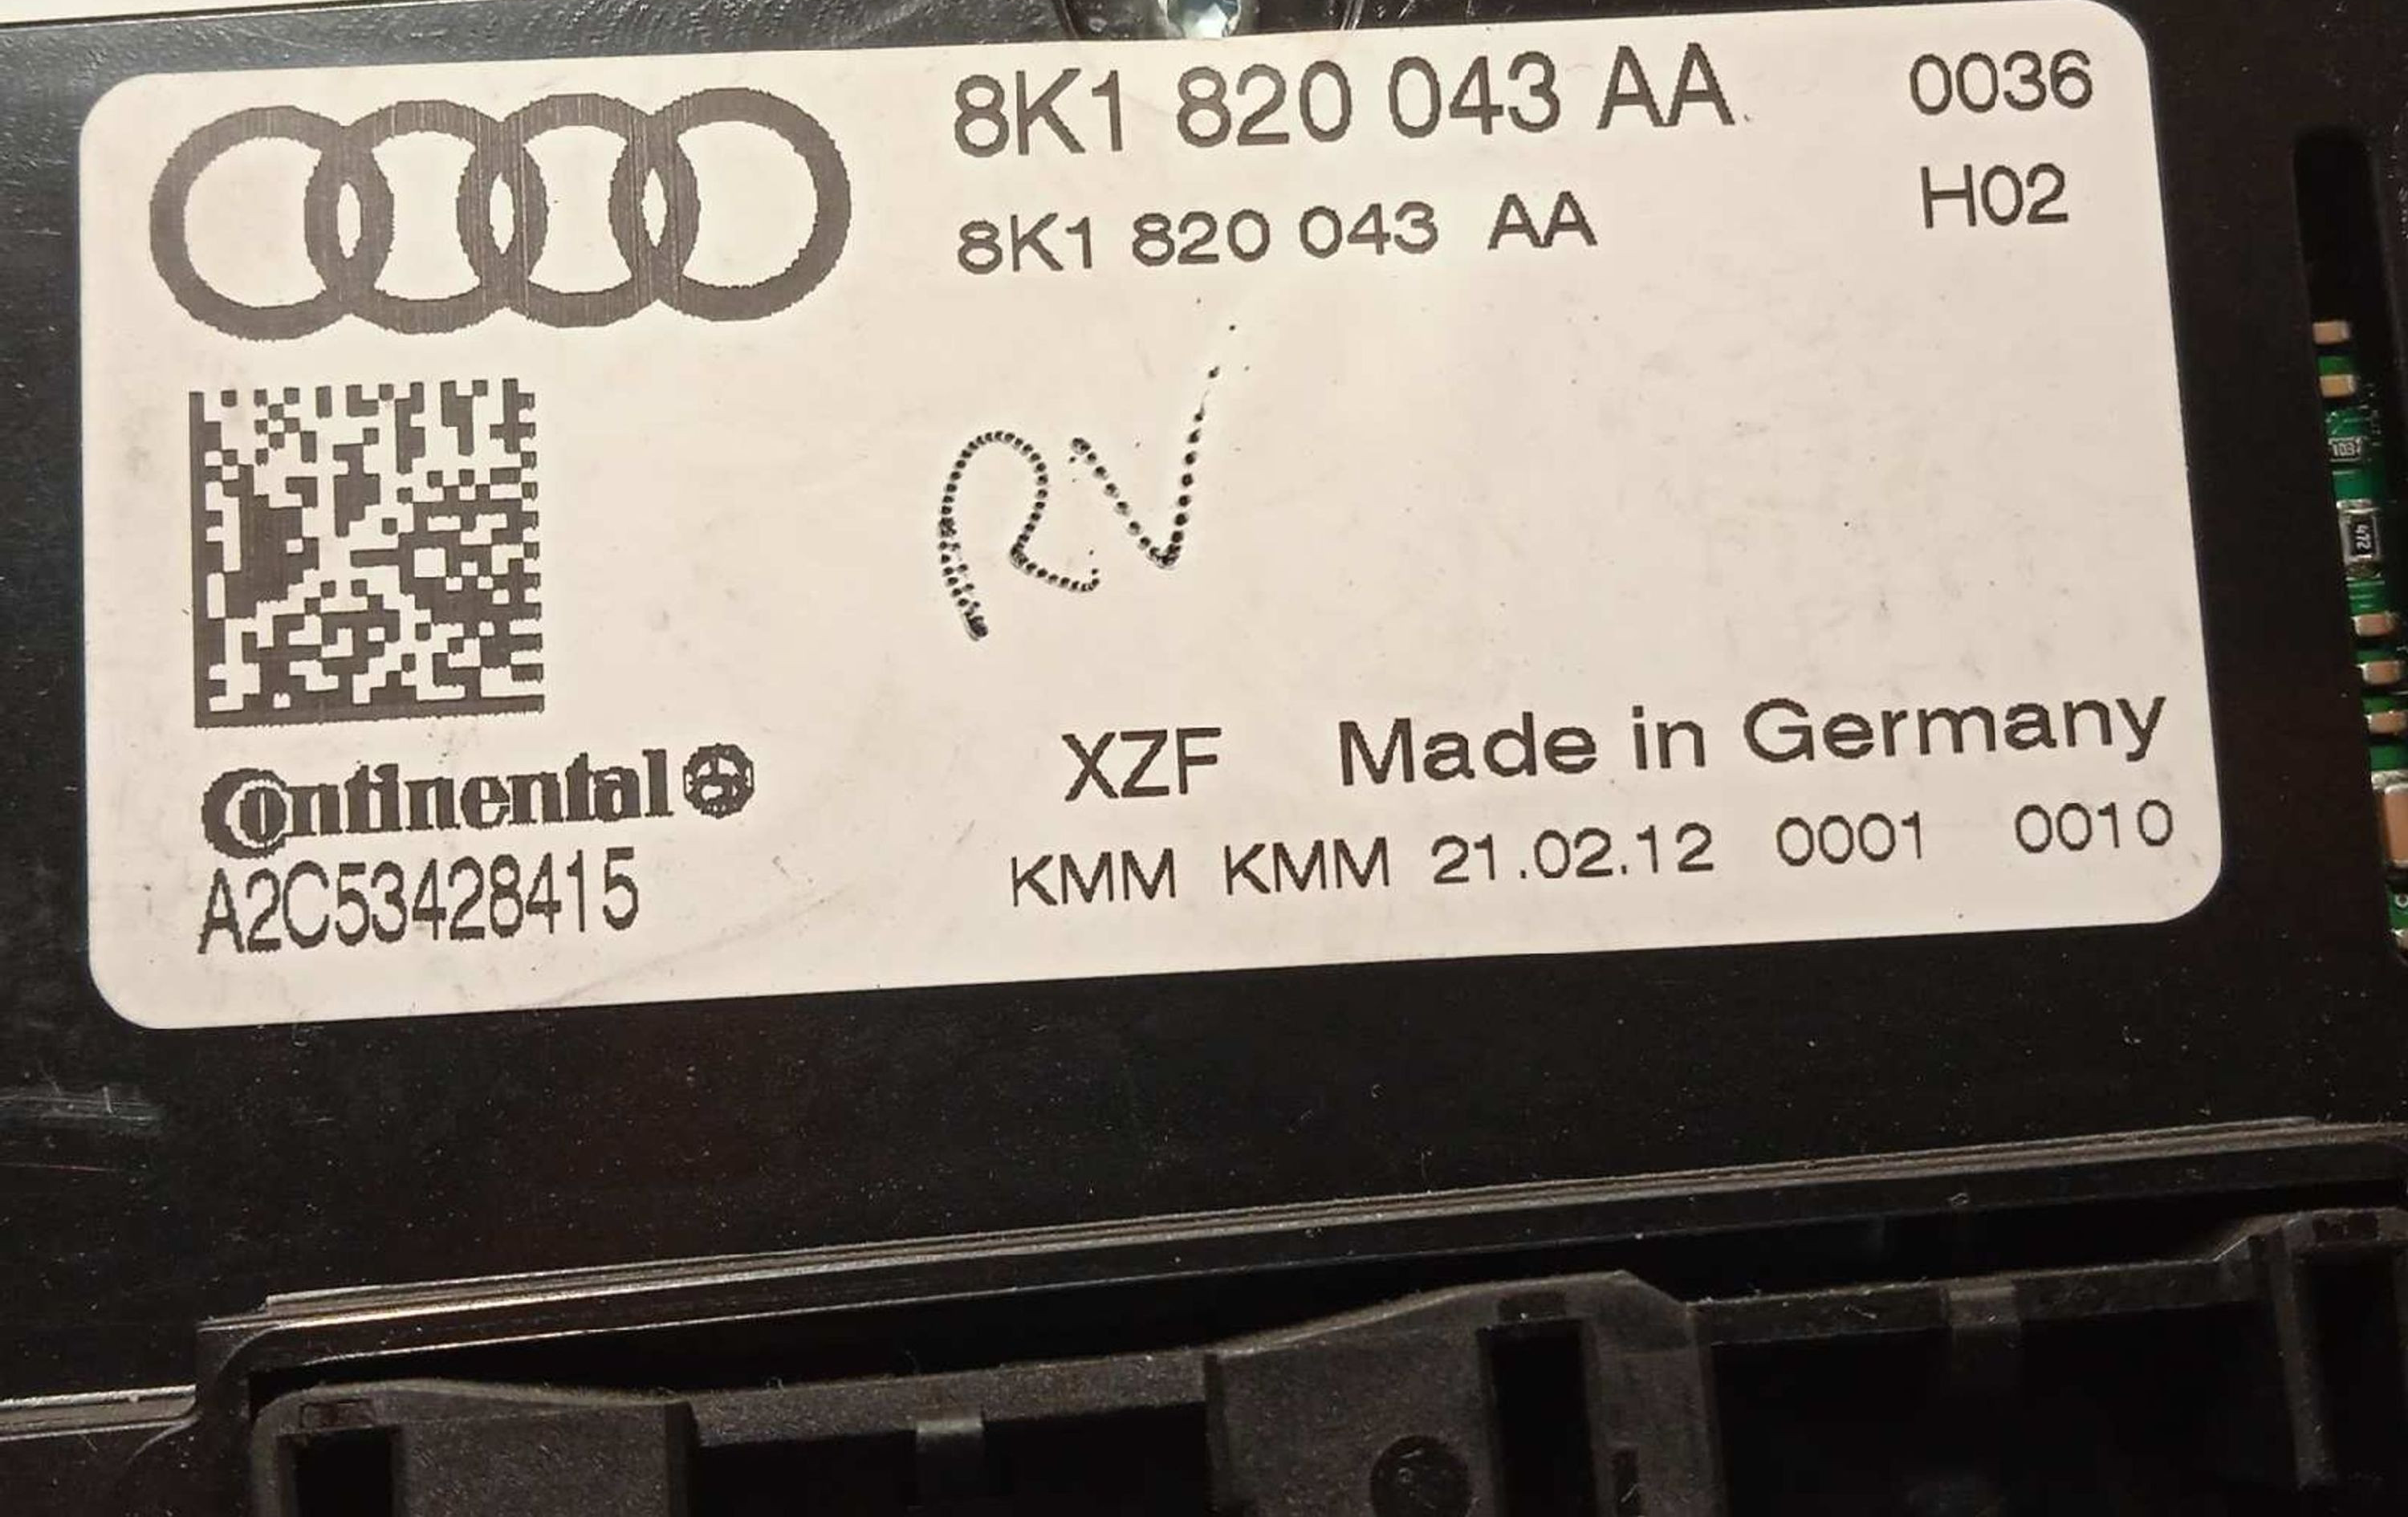 8K1 820 043 AA 0036
8K1 820 043 AA H02
RV
Continental
A2C53428415
XZF Made in Germany
KMM KMM 21.02.12 0001 0010
472